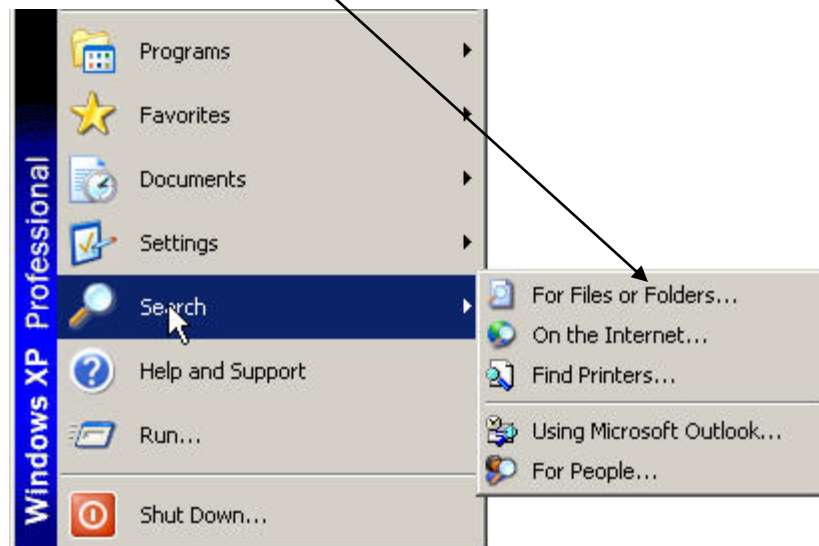 Windows XP Professional
Programs
Favorites
Documents
Settings
Search
Help and Support
Run...
Shut Down...
For Files or Folders...
On the Internet...
Find Printers...
Using Microsoft Outlook...
For People...